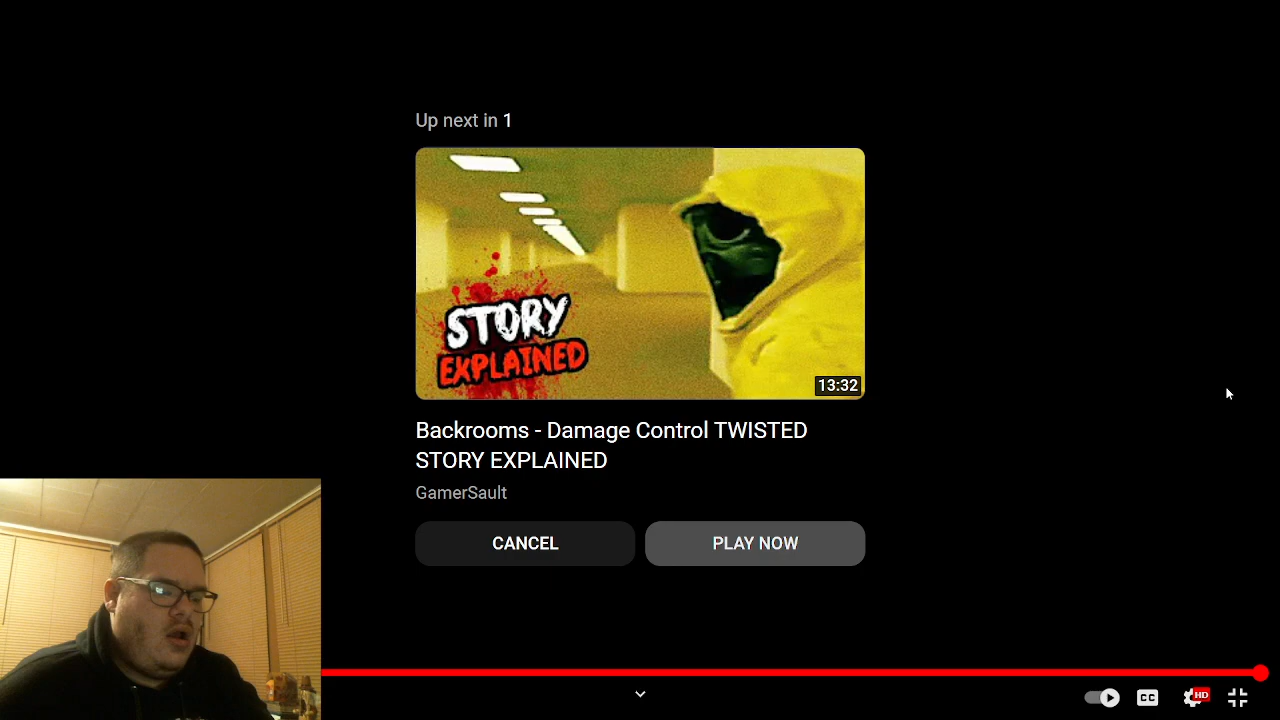 Up next in 1
STORY
EXPLAINED
13:32
Backrooms - Damage Control TWISTED
STORY EXPLAINED
GamerSault
CANCEL
PLAY NOW
CC
HD